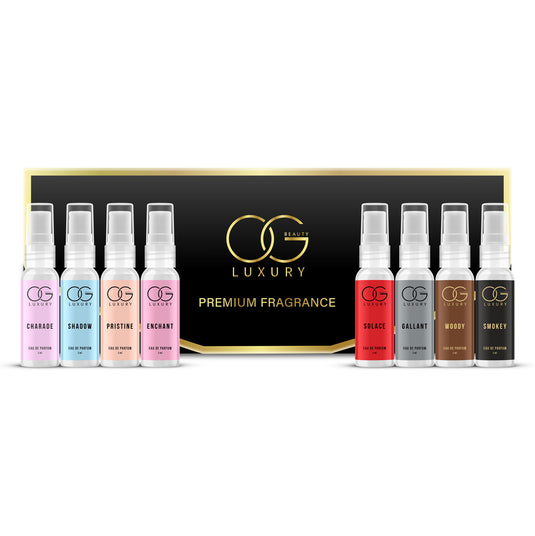 OG
BEAUTY
LUXURY
PREMIUM FRAGRANCE
OG
LUXURY
CHARADE
EAU DE PARFUM
OG
LUXURY
SHADOW
EAU DE PARFUM
OG
LUXURY
PRISTINE
EAU DE PARFUM
OG
LUXURY
ENCHANT
EAU DE PARFUM
OG
LUXURY
SOLACE
EAU DE PARFUM
OG
LUXURY
GALLANT
EAU DE PARFUM
OG
LUXURY
WOODY
EAU DE PARFUM
OG
LUXURY
SMOKEY
EAU DE PARFUM